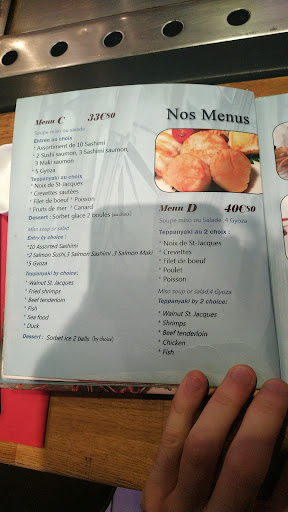 Menu C 33€80
Soupe miso ou salade
Entrée au choix
* Assortiment de 10 Sashimi
* 2 Sushi saumon, 3 Sashimi saumon,
3 Maki saumon
* 5 Gyoza
Teppanyaki au choix
* Noix de St-Jacques
* Crevettes sautées
* Filet de boeuf * Poisson
* Fruits de mer * Canard
Dessert : Sorbet glacé 2 boules (au choix)
Miso soup or salad
Entry by choice :
*10 Assorted Sashimi
*2 Salmon Sushi,3 Salmon Sashimi ,3 Salmon Maki
*5 Gyoza
Teppanyaki by choice:
* Walnut St. Jacques
* Fried shrimps
* Beef tenderloin
* Fish
* Sea food
* Duck
Dessert : Sorbet ice 2 balls (by choise)
Nos Menus
Menu D 40€80
Soupe miso ou Salade ,4 Gyoza
Teppanyaki au 2 choix :
* Noix de St-Jacques
* Crevettes
* Filet de boeuf
* Poulet
* Poisson
Miso soup or salad,4 Gyoza
Teppanyaki by 2 choice:
* Walnut St. Jacques
* Shrimps
* Beef tenderloin
* Chicken
* Fish